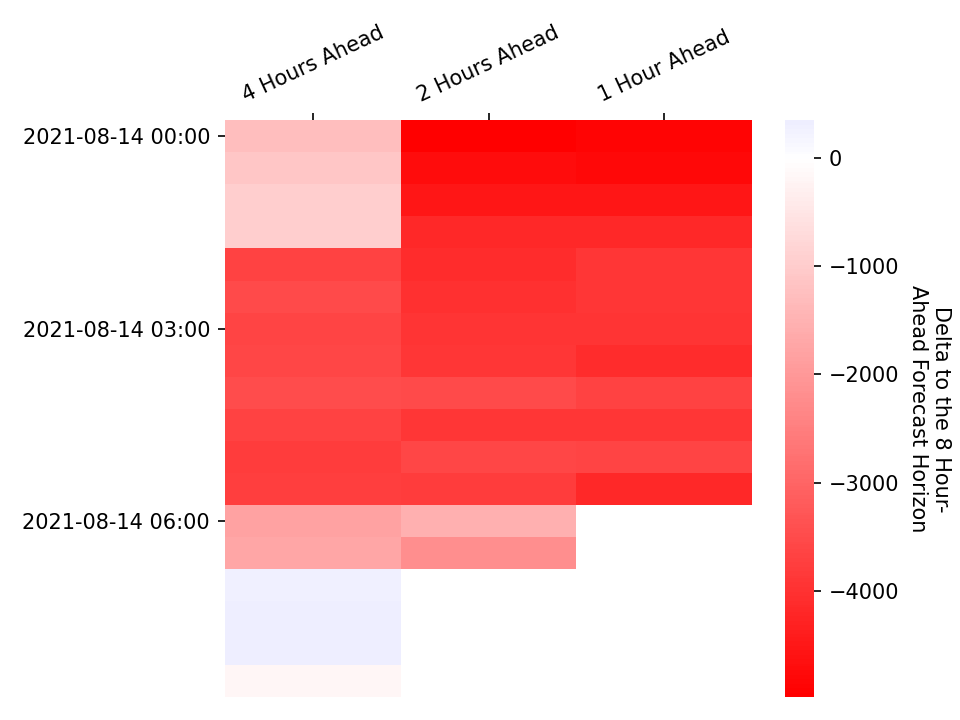 4 Hours Ahead
2 Hours Ahead
1 Hour Ahead
2021-08-14 00:00
2021-08-14 03:00
2021-08-14 06:00
0
−1000
−2000
−3000
−4000
Delta to the 8 Hour-
Ahead Forecast Horizon